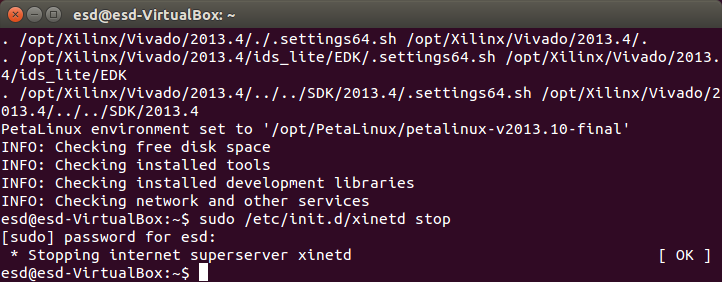 esd@esd-VirtualBox: ~
. /opt/Xilinx/Vivado/2013.4/./.settings64.sh /opt/Xilinx/Vivado/2013.4/.
. /opt/Xilinx/Vivado/2013.4/ids_lite/EDK/.settings64.sh /opt/Xilinx/Vivado/2013.
4/ids_lite/EDK
. /opt/Xilinx/Vivado/2013.4/../../SDK/2013.4/.settings64.sh /opt/Xilinx/Vivado/2
013.4/../../SDK/2013.4
PetaLinux environment set to '/opt/PetaLinux/petalinux-v2013.10-final'
INFO: Checking free disk space
INFO: Checking installed tools
INFO: Checking installed development libraries
INFO: Checking network and other services
esd@esd-VirtualBox:~$ sudo /etc/init.d/xinetd stop
[sudo] password for esd:
 * Stopping internet superserver xinetd [ OK ]
esd@esd-VirtualBox:~$